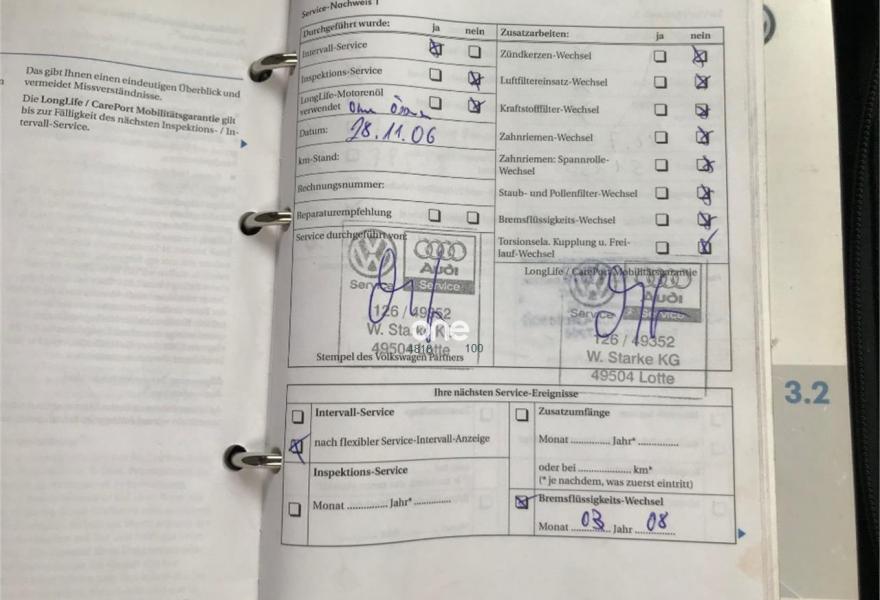 Das gibt Ihnen einen eindeutigen Überblick und
vermeidet Missverständnisse.
Die LongLife / CarePort Mobilitätsgarantie gilt
bis zur Fälligkeit des nächsten Inspektions- / In-
tervall-Service.
Service-Nachweis 1
Durchgeführt wurde: ja nein
Intervall-Service
Inspektions-Service
LongLife-Motorenöl
verwendet Ohne
Datum: 28.11.06
km-Stand:
Rechnungsnummer:
Reparaturempfehlung
Service durchgeführt von:
Audi
Service Service
126 / 49352
W. Starke KG
49504 Lotte
Stempel des Volkswagen Partners
one
4818 100
Zusatzarbeiten: ja nein
Zündkerzen-Wechsel
Luftfiltereinsatz-Wechsel
Kraftstofffilter-Wechsel
Zahnriemen-Wechsel
Zahnriemen: Spannrolle-
Wechsel
Staub- und Pollenfilter-Wechsel
Bremsflüssigkeits-Wechsel
Torsionsela. Kupplung u. Frei-
lauf-Wechsel
LongLife / CarePort Mobilitätsgarantie
Audi
Service Service
126 / 49352
W. Starke KG
49504 Lotte
Ihre nächsten Service-Ereignisse
Intervall-Service
nach flexibler Service-Intervall-Anzeige
Inspektions-Service
Monat .............. Jahr* ..............
Zusatzumfänge
Monat .............. Jahr* ..............
oder bei .................. km*
(* je nachdem, was zuerst eintritt)
Bremsflüssigkeits-Wechsel
Monat 03 Jahr 08
3.2